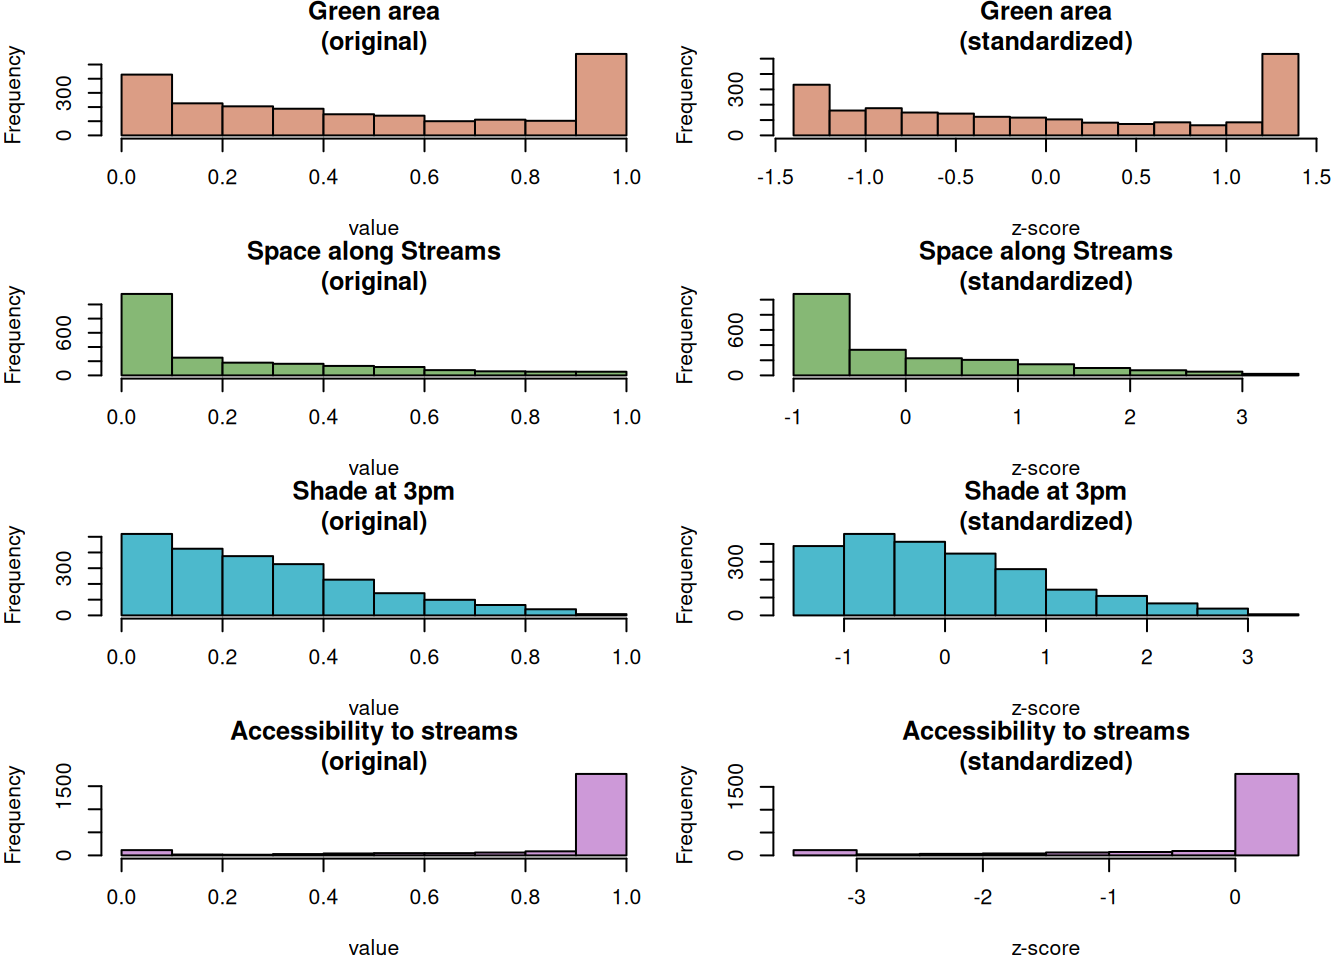 Green area
(original)
Frequency
300
0
0.0 0.2 0.4 0.6 0.8 1.0
value
Green area
(standardized)
Frequency
300
0
-1.5 -1.0 -0.5 0.0 0.5 1.0 1.5
z-score
Space along Streams
(original)
Frequency
600
0
0.0 0.2 0.4 0.6 0.8 1.0
value
Space along Streams
(standardized)
Frequency
600
0
-1 0 1 2 3
z-score
Shade at 3pm
(original)
Frequency
300
0
0.0 0.2 0.4 0.6 0.8 1.0
value
Shade at 3pm
(standardized)
Frequency
300
0
-1 0 1 2 3
z-score
Accessibility to streams
(original)
Frequency
1500
0
0.0 0.2 0.4 0.6 0.8 1.0
value
Accessibility to streams
(standardized)
Frequency
1500
0
-3 -2 -1 0
z-score